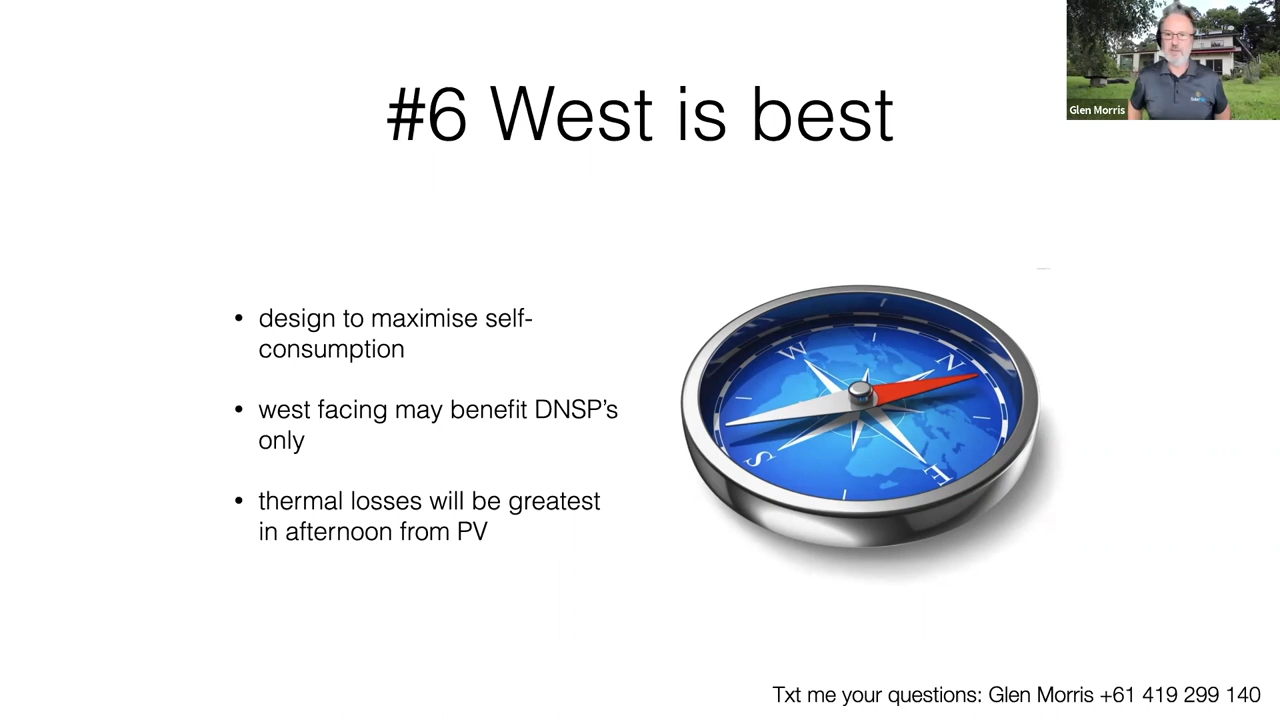 #6 West is best
Glen Morris
• design to maximise self-
consumption
• west facing may benefit DNSP’s
only
• thermal losses will be greatest
in afternoon from PV
W
N
S
E
Txt me your questions: Glen Morris +61 419 299 140